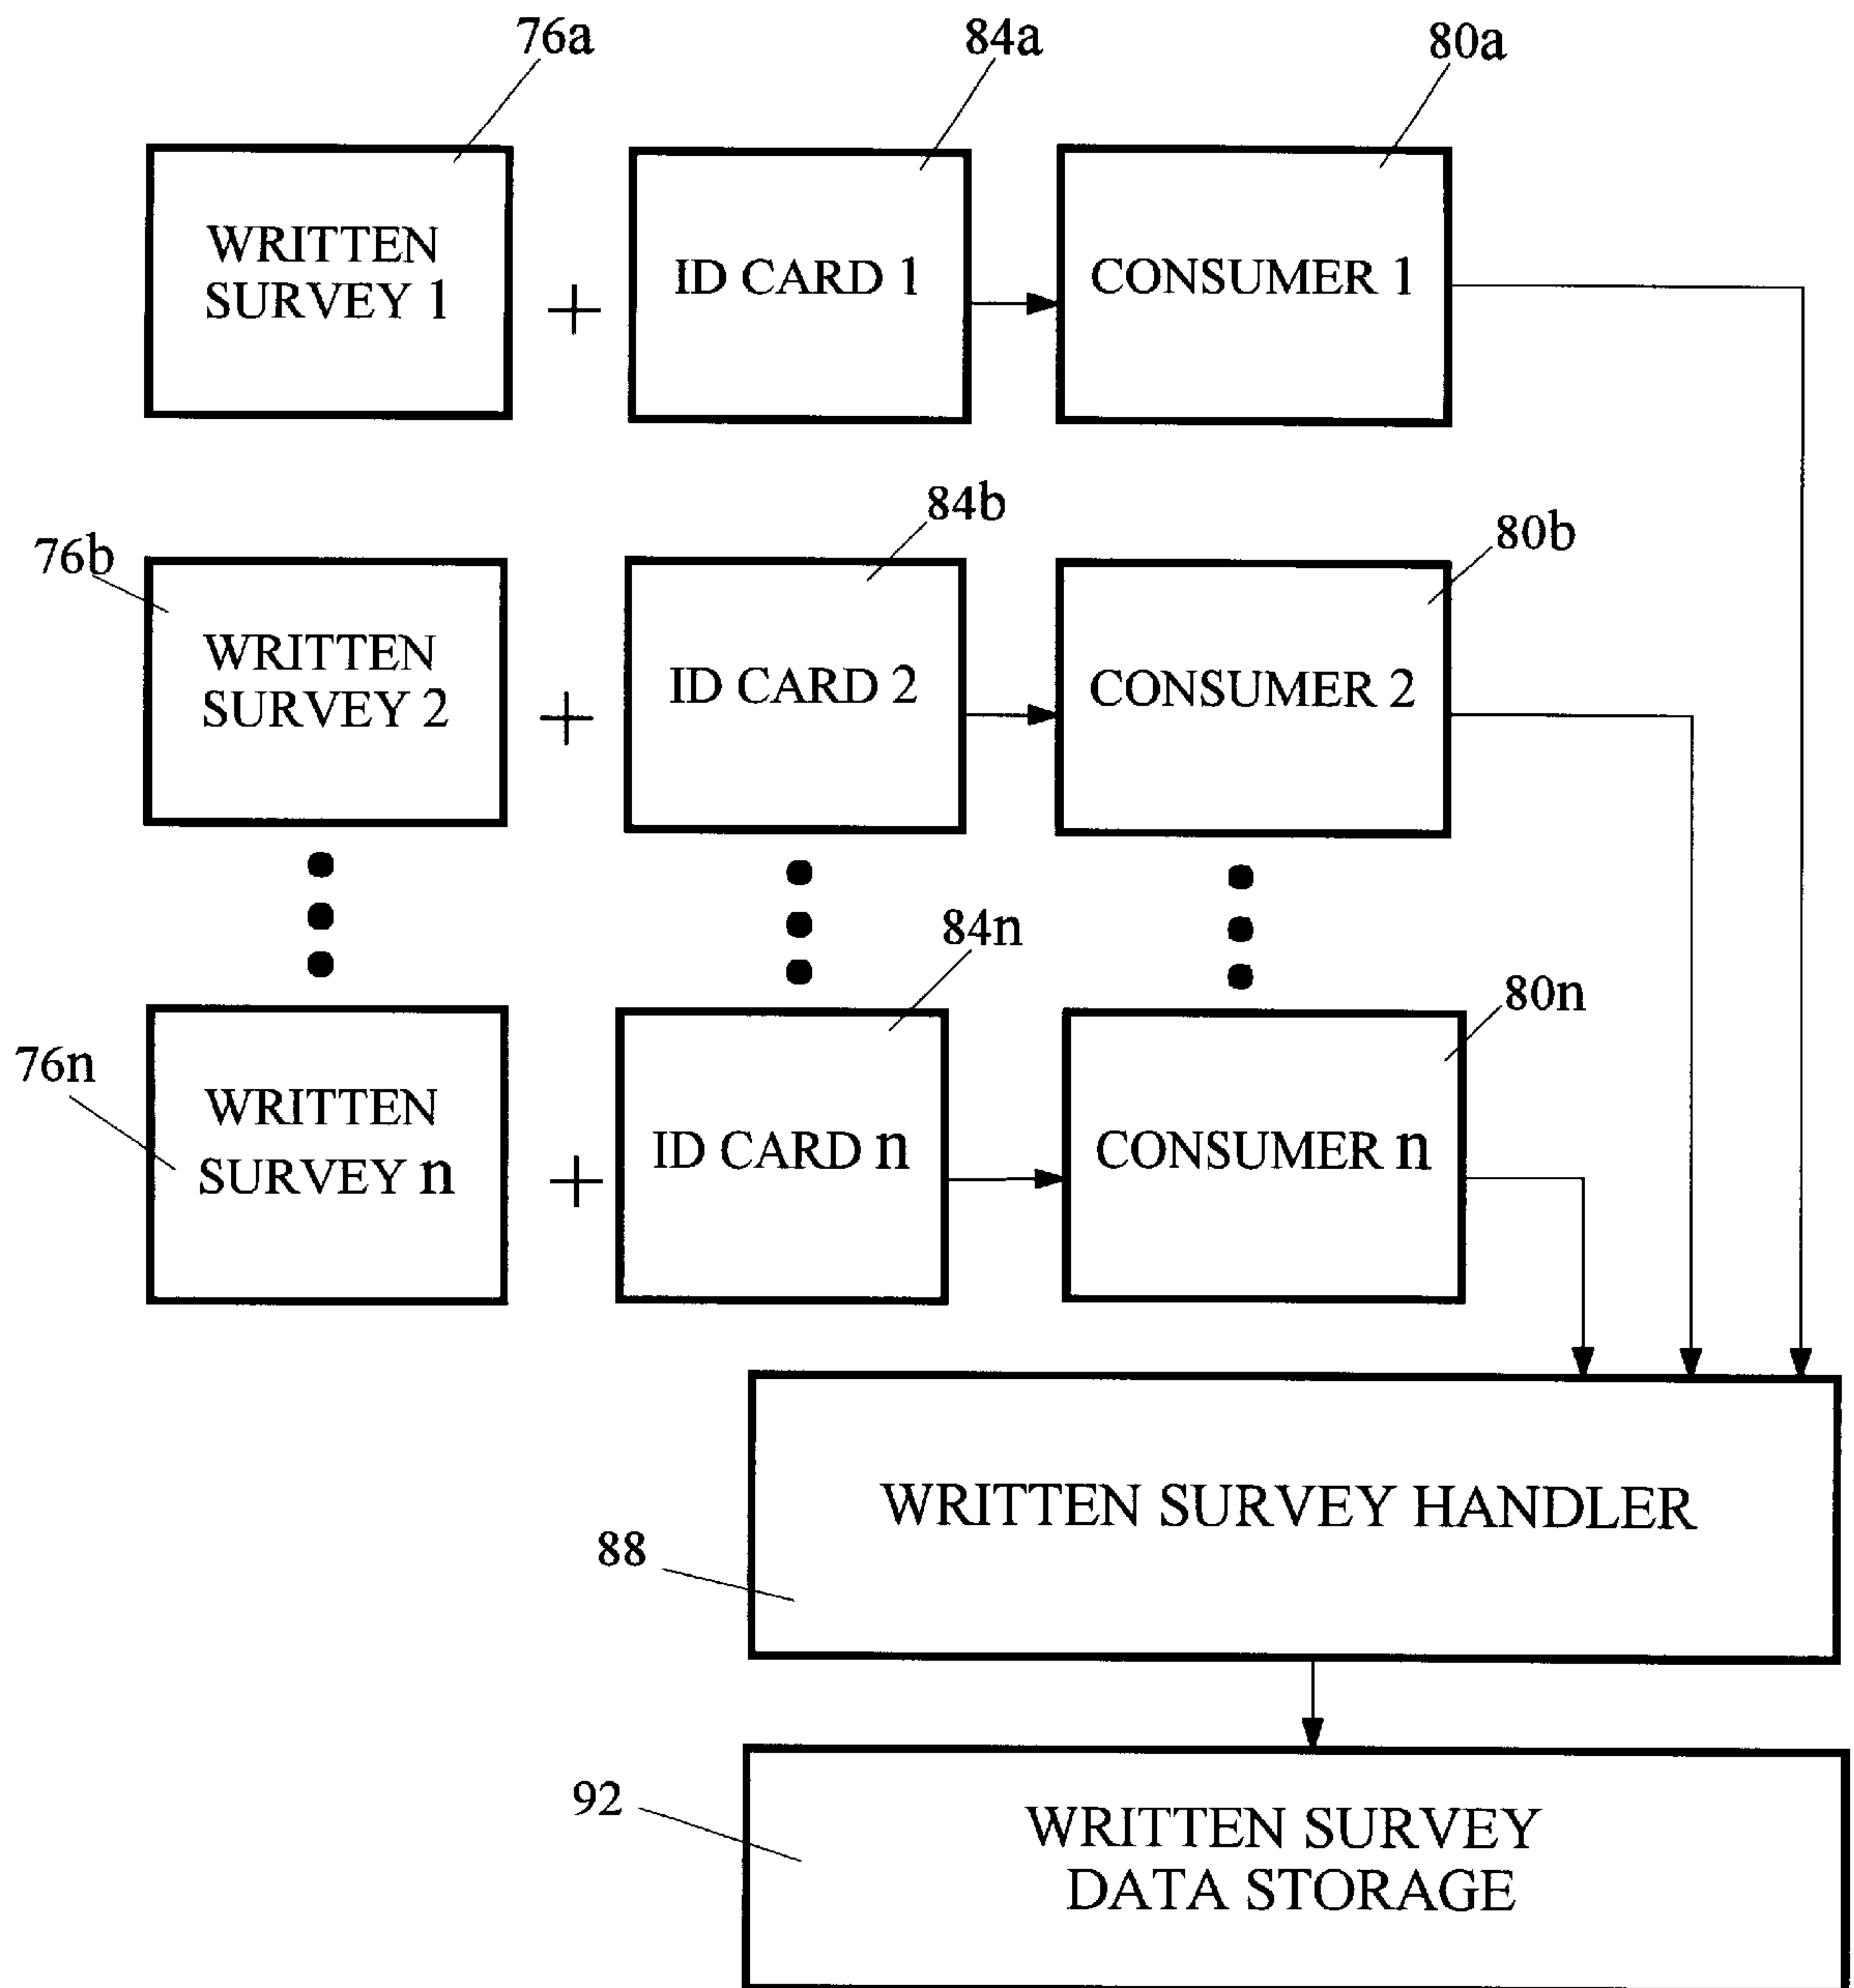 76a
84a
80a
WRITTEN
SURVEY 1
+
ID CARD 1
CONSUMER 1
76b
84b
80b
WRITTEN
SURVEY 2
+
ID CARD 2
CONSUMER 2
76n
84n
80n
WRITTEN
SURVEY n
+
ID CARD n
CONSUMER n
WRITTEN SURVEY HANDLER
88
92
WRITTEN SURVEY
DATA STORAGE